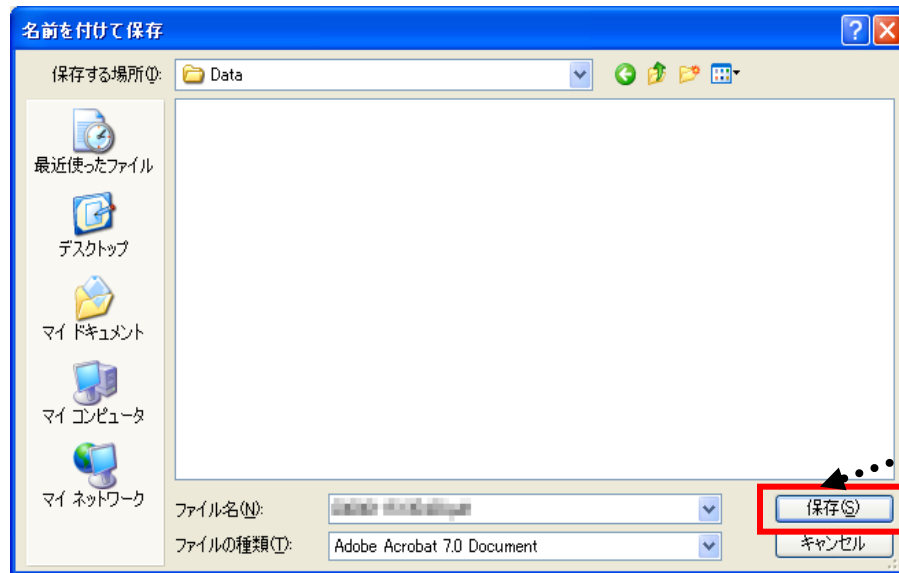 名前を付けて保存
保存する場所(I):
Data
最近使ったファイル
デスクトップ
マイ ドキュメント
マイ コンピュータ
マイ ネットワーク
ファイル名(N):
保存(S)
ファイルの種類(T):
Adobe Acrobat 7.0 Document
キャンセル